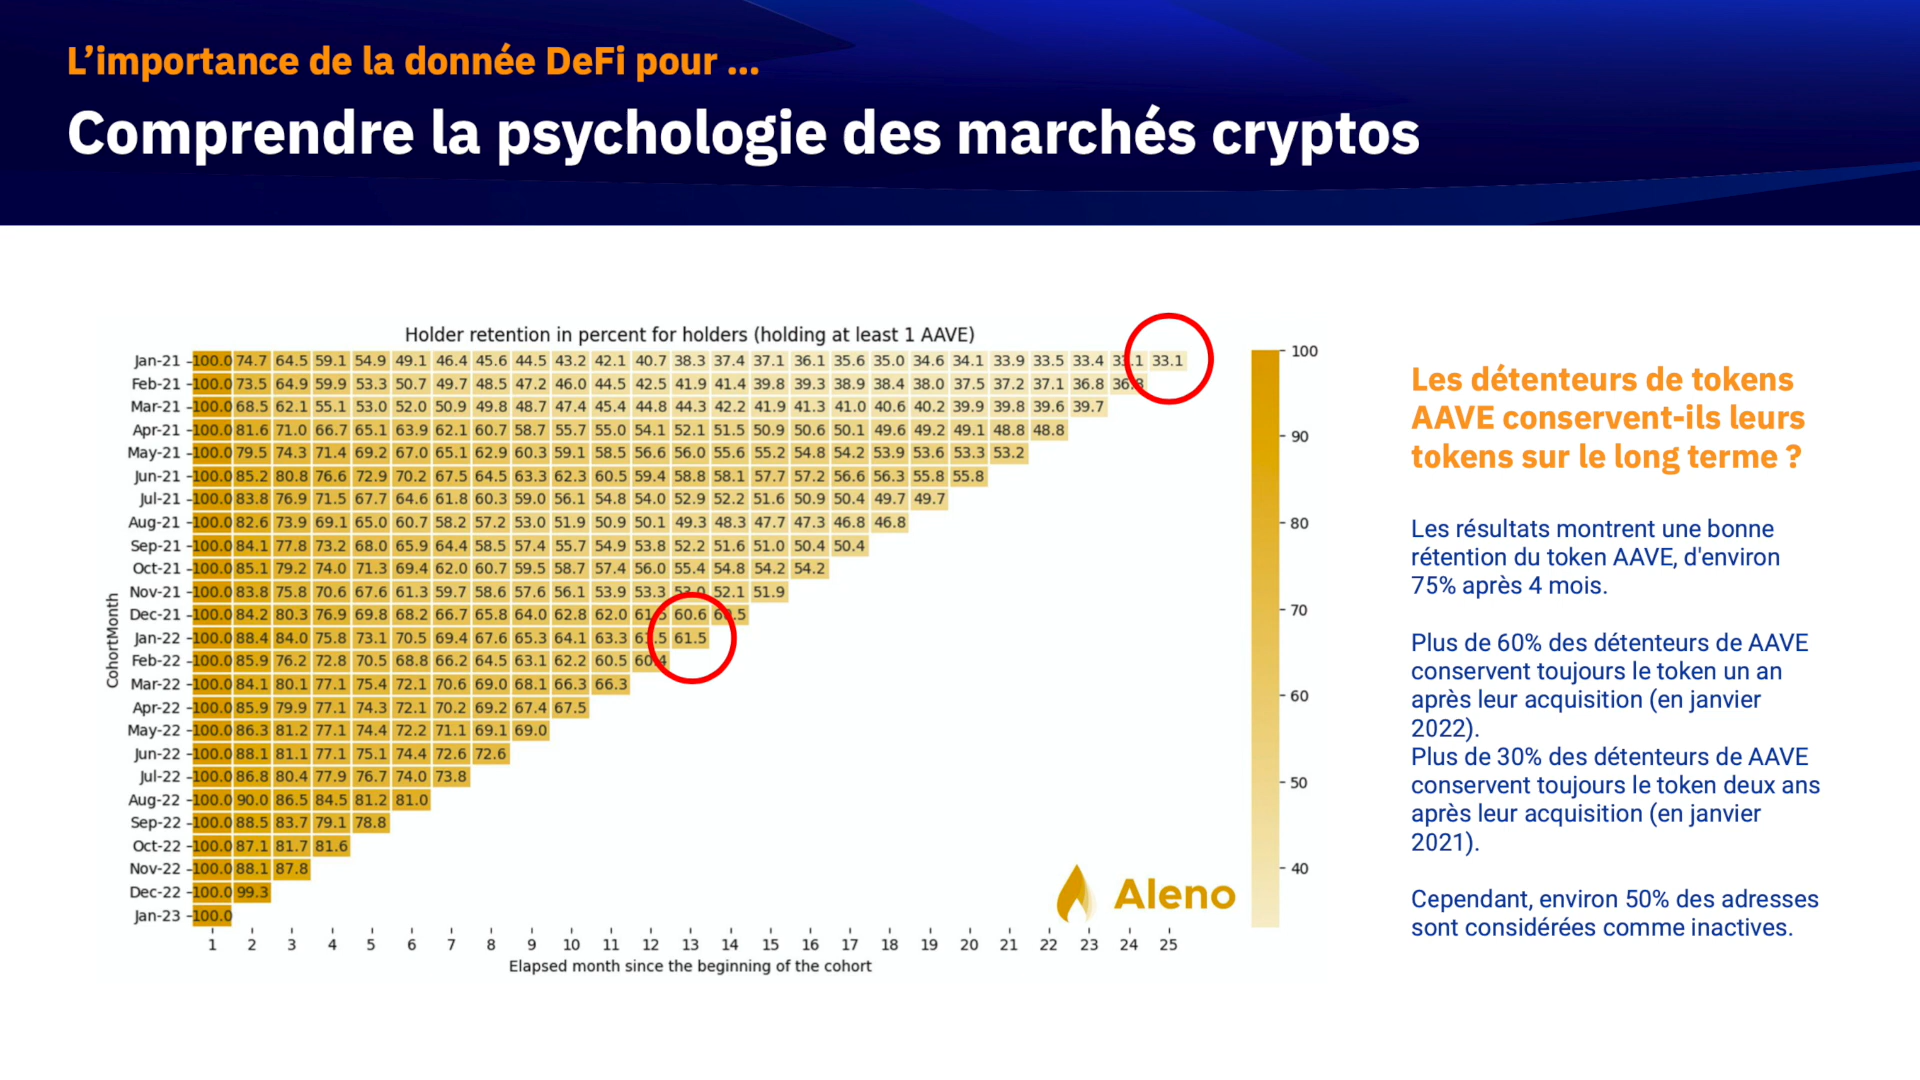 L’importance de la donnée DeFi pour ...
Comprendre la psychologie des marchés cryptos
Holder retention in percent for holders (holding at least 1 AAVE)
CohortMonth
Jan-21 100.0 74.7 64.5 59.1 54.9 49.1 46.4 45.6 44.5 43.2 42.1 40.7 38.3 37.4 37.1 36.1 35.6 35.0 34.6 34.1 33.9 33.5 33.4 33.1 33.1
Feb-21 100.0 73.5 64.9 59.9 53.3 50.7 49.7 48.5 47.2 46.0 44.5 42.5 41.9 41.4 39.8 39.3 38.9 38.4 38.0 37.5 37.2 37.1 36.8 36.8
Mar-21 100.0 68.5 62.1 55.1 53.0 52.0 50.9 49.8 48.7 47.4 45.4 44.8 44.3 42.2 41.9 41.3 41.0 40.6 40.2 39.9 39.8 39.6 39.7
Apr-21 100.0 81.6 71.0 66.7 65.1 63.9 62.1 60.7 58.7 55.7 55.0 54.1 52.1 51.5 50.9 50.6 50.1 49.6 49.2 49.1 48.8 48.8
May-21 100.0 79.5 74.3 71.4 69.2 67.0 65.1 62.9 60.3 59.1 58.5 56.6 56.0 55.6 55.2 54.8 54.2 53.9 53.6 53.3 53.2
Jun-21 100.0 85.2 80.8 76.6 72.9 70.2 67.5 64.5 63.3 62.3 60.5 59.4 58.8 58.1 57.7 57.2 56.6 56.3 55.8 55.8
Jul-21 100.0 83.8 76.9 71.5 67.7 64.6 61.8 60.3 59.0 56.1 54.8 54.0 52.9 52.2 51.6 50.9 50.4 49.7 49.7
Aug-21 100.0 82.6 73.9 69.1 65.0 60.7 58.2 57.2 53.0 51.9 50.9 50.1 49.3 48.3 47.7 47.3 46.8 46.8
Sep-21 100.0 84.1 77.8 73.2 68.0 65.9 64.4 58.5 57.4 55.7 54.9 53.8 52.2 51.6 51.0 50.4 50.4
Oct-21 100.0 85.1 79.2 74.0 71.3 69.4 62.0 60.7 59.5 58.7 57.4 56.0 55.4 54.8 54.2 54.2
Nov-21 100.0 83.8 75.8 70.6 67.6 61.3 59.7 58.6 57.6 56.1 53.9 53.3 52.1 51.9
Dec-21 100.0 84.2 80.3 76.9 69.8 68.2 66.7 65.8 64.0 62.8 62.0 60.6
Jan-22 100.0 88.4 84.0 75.8 73.1 70.5 69.4 67.6 65.3 64.1 63.3 61.5 61.5
Feb-22 100.0 85.9 76.2 72.8 70.5 68.8 66.2 64.5 63.1 62.2 60.5 60.4
Mar-22 100.0 84.1 80.1 77.1 75.4 72.1 70.6 69.0 68.1 66.3 66.3
Apr-22 100.0 85.9 79.9 77.1 74.3 72.1 70.2 69.2 67.4 67.5
May-22 100.0 86.3 81.2 77.1 74.4 72.2 71.1 69.1 69.0
Jun-22 100.0 88.1 81.1 77.1 75.1 74.4 72.6 72.6
Jul-22 100.0 86.8 80.4 77.9 76.7 74.0 73.8
Aug-22 100.0 90.0 86.5 84.5 81.2 81.0
Sep-22 100.0 88.5 83.7 79.1 78.8
Oct-22 100.0 87.1 81.7 81.6
Nov-22 100.0 88.1 87.8
Dec-22 100.0 99.3
Jan-23 100.0
1 2 3 4 5 6 7 8 9 10 11 12 13 14 15 16 17 18 19 20 21 22 23 24 25
Elapsed month since the beginning of the cohort
Aleno
100
90
80
70
60
50
40
Les détenteurs de tokens
AAVE conservent-ils leurs
tokens sur le long terme ?
Les résultats montrent une bonne
rétention du token AAVE, d'environ
75% après 4 mois.
Plus de 60% des détenteurs de AAVE
conservent toujours le token un an
après leur acquisition (en janvier
2022).
Plus de 30% des détenteurs de AAVE
conservent toujours le token deux ans
après leur acquisition (en janvier
2021).
Cependant, environ 50% des adresses
sont considérées comme inactives.